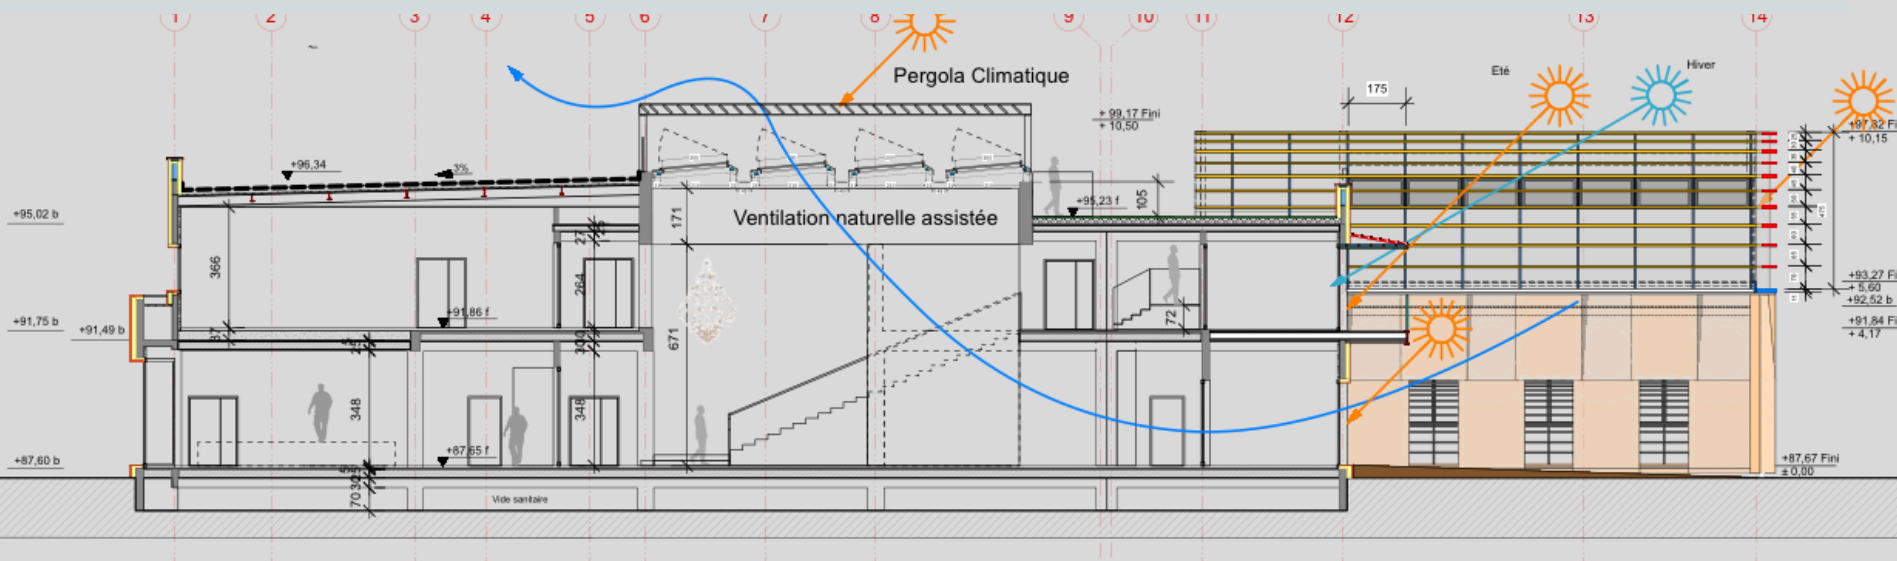 1 2 3 4 5 6 7 8 9 10 11 12 13 14
Pergola Climatique
Eté
Hiver
175
+ 99,17 Fini
+ 10,50
+ 10,15
+96,34
3%
+95,02 b
+95,23 f
105
171
Ventilation naturelle assistée
27
366
264
+93,27 Fi
+ 5,60
+92,52 b
+91,86 f
72
+91,75 b
+91,49 b
+91,84 Fi
+ 4,17
37
300
671
348
348
+87,65 f
+87,60 b
+87,67 Fini
± 0,00
70
Vide sanitaire